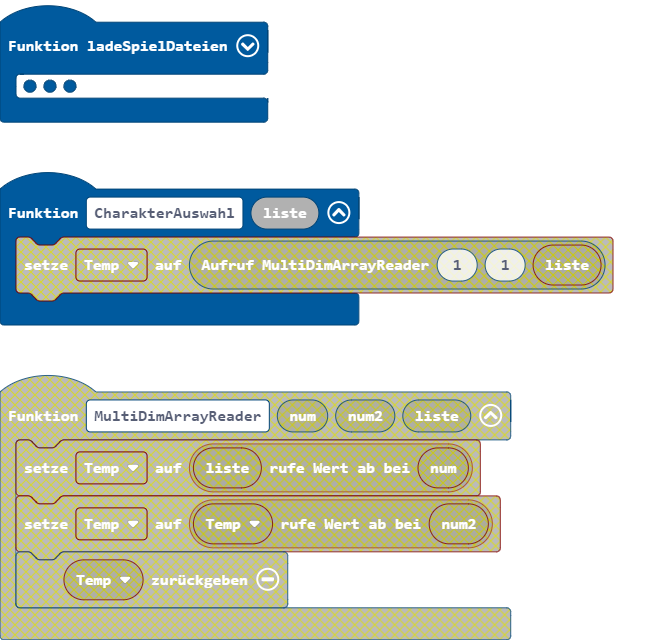 Funktion ladeSpielDateien
Funktion CharakterAuswahl liste
setze Temp auf Aufruf MultiDimArrayReader 1 1 liste
Funktion MultiDimArrayReader num num2 liste
setze Temp auf liste rufe Wert ab bei num
setze Temp auf Temp rufe Wert ab bei num2
Temp zurückgeben